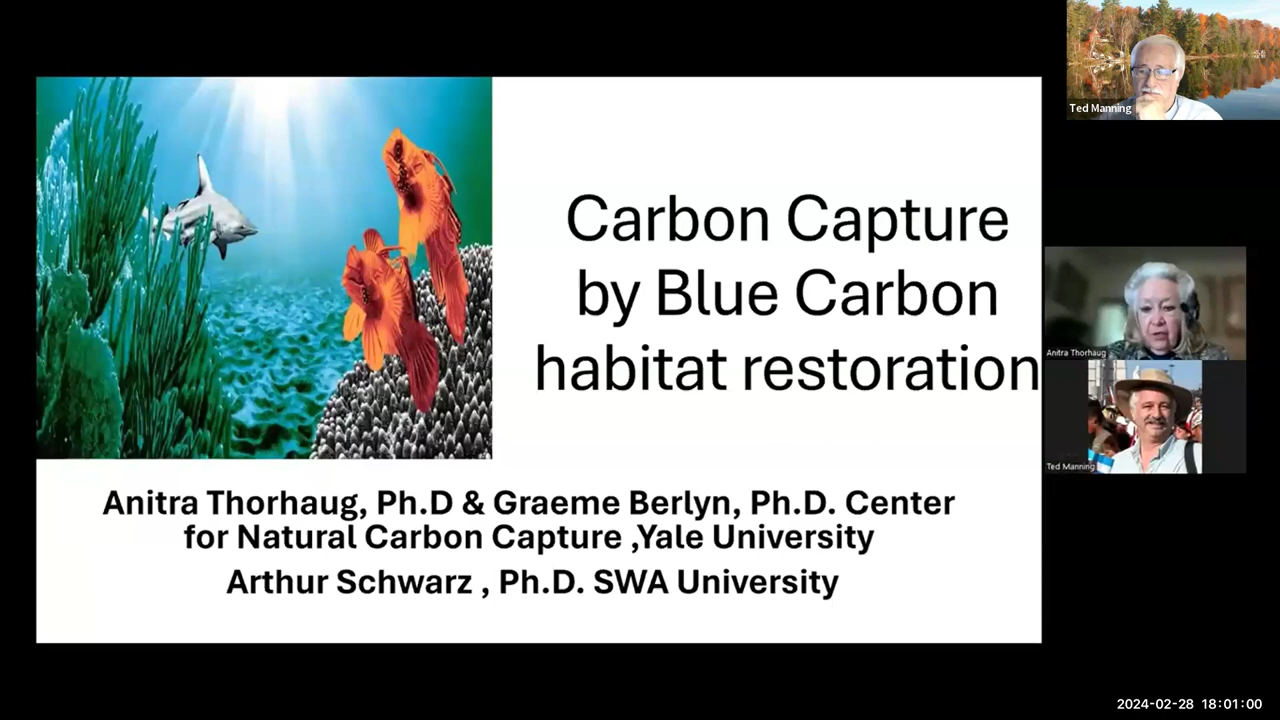 Ted Manning
Carbon Capture
by Blue Carbon
habitat restoration
Anitra Thorhaug
Ted Manning
Anitra Thorhaug, Ph.D & Graeme Berlyn, Ph.D. Center
for Natural Carbon Capture ,Yale University
Arthur Schwarz , Ph.D. SWA University
2024-02-28 18:01:00